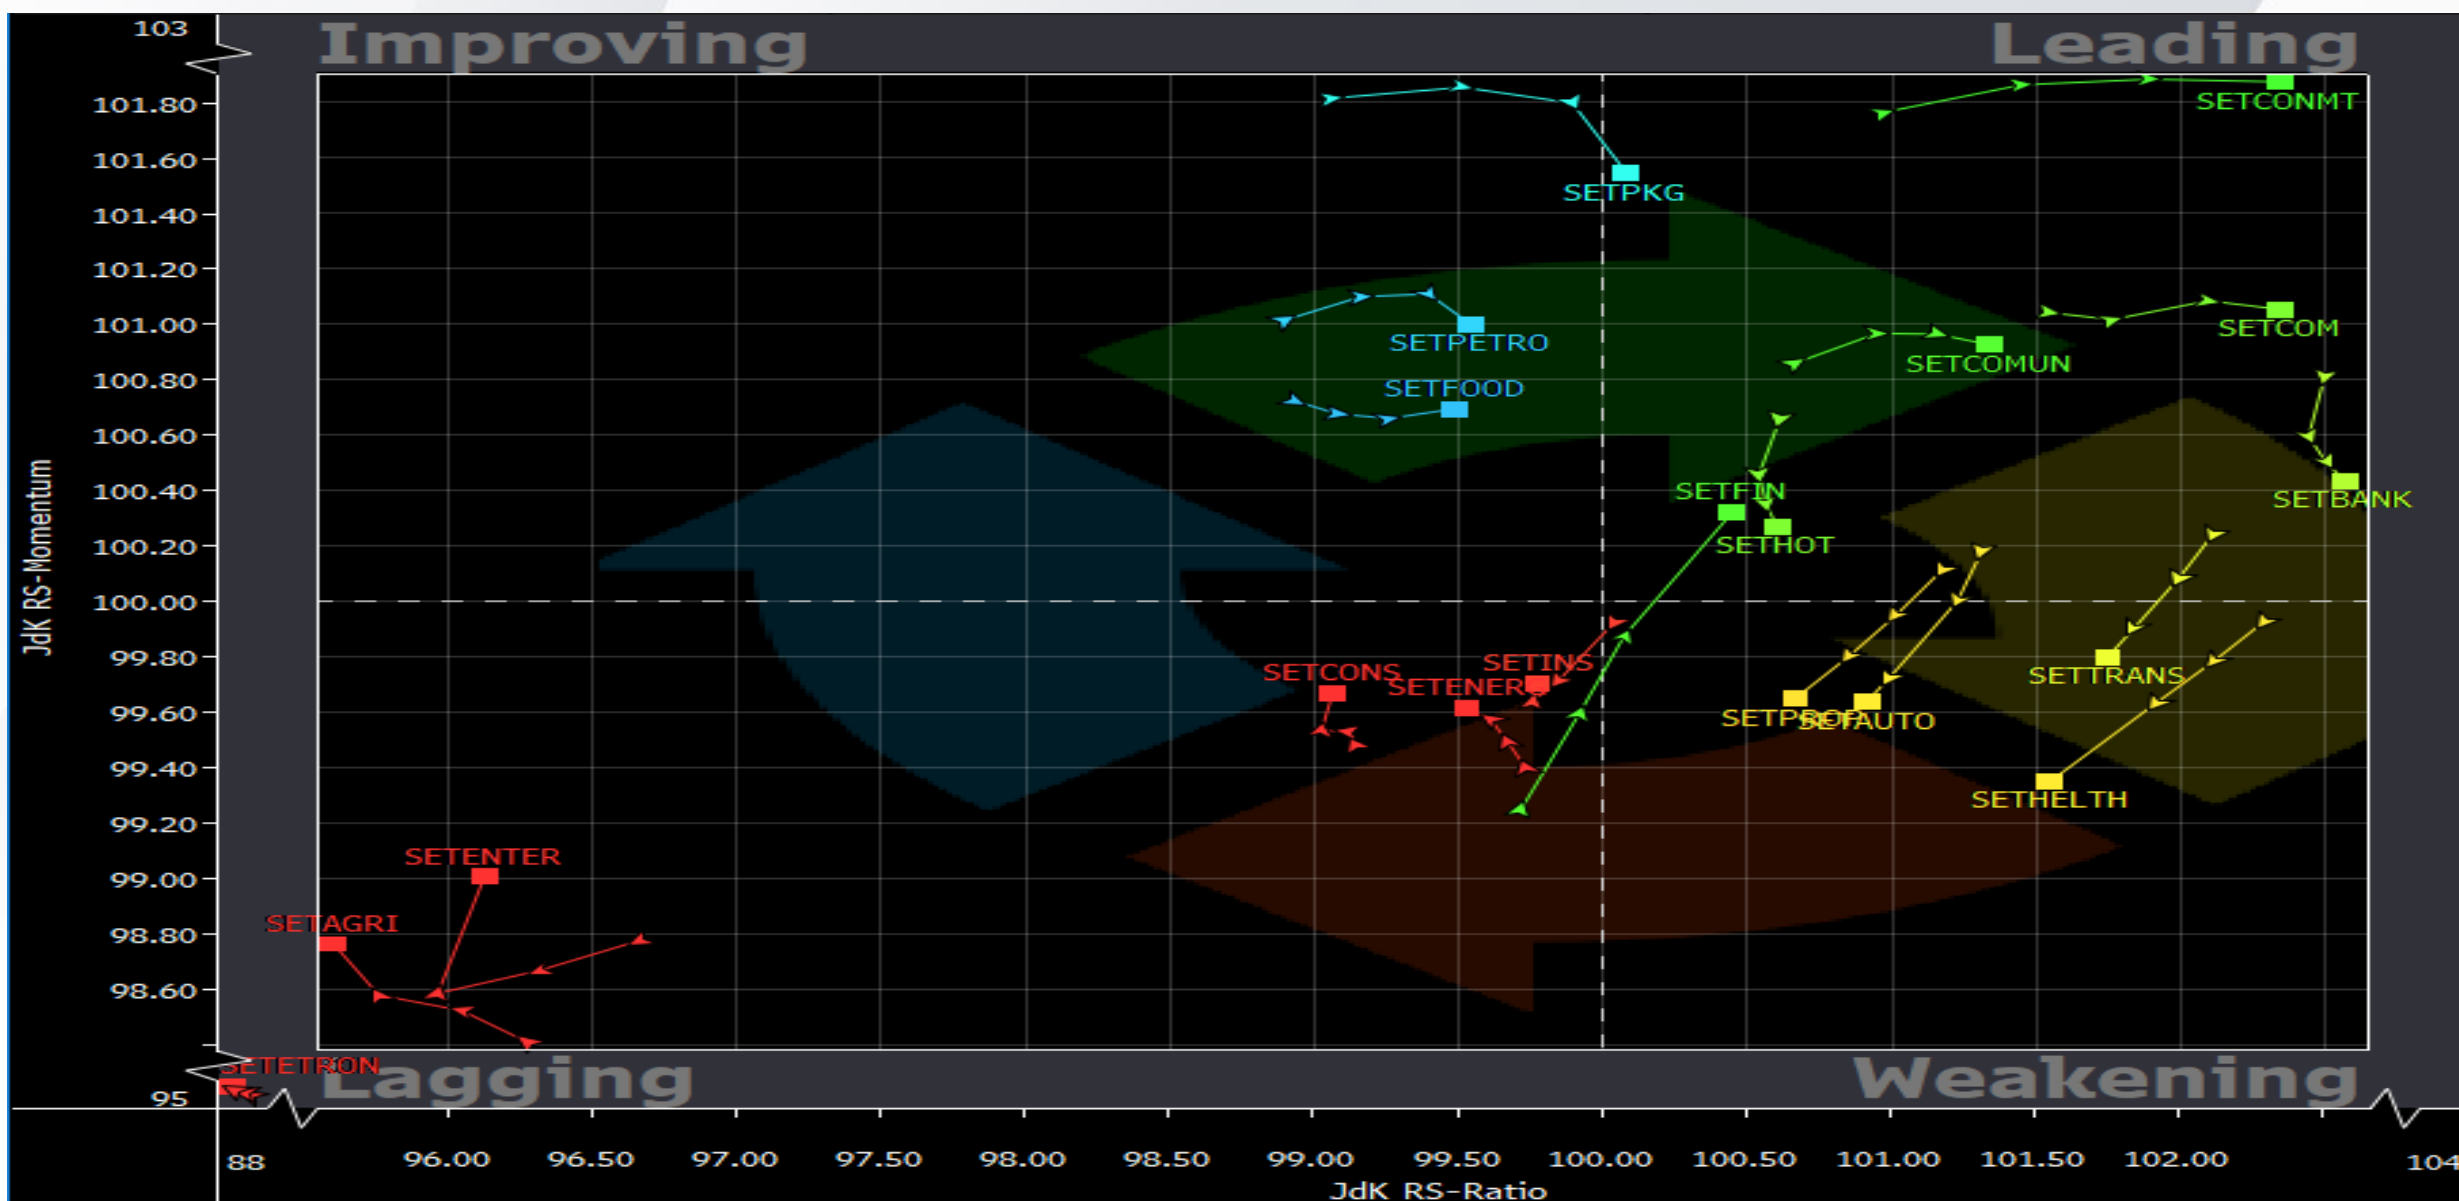 103
Improving
Leading
101.80
SETCONMT
101.60
SETPKG
101.40
101.20
101.00
SETPETRO
SETCOM
SETCOMUN
100.80
SETFOOD
100.60
100.40
SETFIN
SETBANK
100.20
SETHOT
JdK RS-Momentum
100.00
99.80
SETCONS
SETINS
SETENERG
SETTRANS
99.60
SETPROP
SETAUTO
99.40
SETHELTH
99.20
SETENTER
99.00
SETAGRI
98.80
98.60
SETETRON
Lagging
Weakening
95
88
96.00
96.50
97.00
97.50
98.00
98.50
99.00
99.50
100.00
100.50
101.00
101.50
102.00
104
JdK RS-Ratio